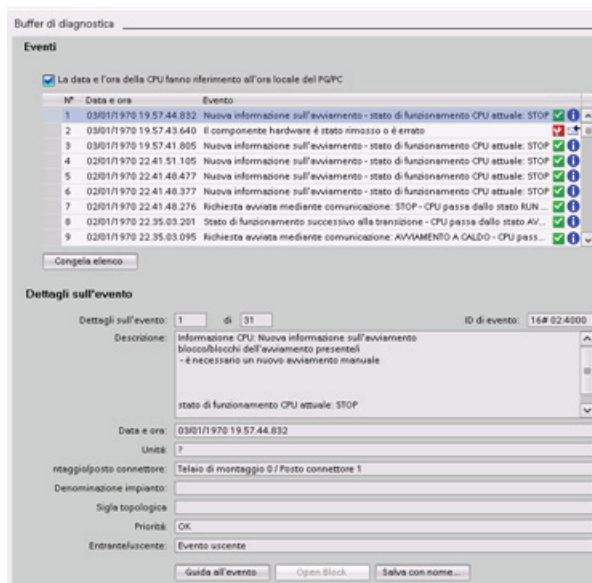 Buffer di diagnostica
Eventi
La data e l'ora della CPU fanno riferimento all'ora locale del PG/PC
N° Data e ora Evento
1 03/01/1970 19.57.44.832 Nuova informazione sull'avviamento - stato di funzionamento CPU attuale: STOP
2 03/01/1970 19.57.43.640 Il componente hardware è stato rimosso o è errato
3 03/01/1970 19.57.41.805 Nuova informazione sull'avviamento - stato di funzionamento CPU attuale: STOP
4 02/01/1970 22.41.51.105 Nuova informazione sull'avviamento - stato di funzionamento CPU attuale: STOP
5 02/01/1970 22.41.48.477 Nuova informazione sull'avviamento - stato di funzionamento CPU attuale: STOP
6 02/01/1970 22.41.48.377 Nuova informazione sull'avviamento - stato di funzionamento CPU attuale: STOP
7 02/01/1970 22.41.48.276 Richiesta avviata mediante comunicazione: STOP - CPU passa dallo stato RUN ...
8 02/01/1970 22.35.03.201 Stato di funzionamento successivo alla transizione - CPU passa dallo stato AV...
9 02/01/1970 22.35.03.095 Richiesta avviata mediante comunicazione: AVVIAMENTO A CALDO - CPU pass...
Congela elenco
Dettagli sull'evento
Dettagli sull'evento: 1 di 31 ID di evento: 16# 02:4000
Descrizione: Informazione CPU: Nuova informazione sull'avviamento
blocco/blocchi dell'avviamento presente/i
- è necessario un nuovo avviamento manuale
stato di funzionamento CPU attuale: STOP
Data e ora: 03/01/1970 19.57.44.832
Unità: ?
ntaggio/posto connettore: Telaio di montaggio 0 / Posto connettore 1
Denominazione impianto:
Sigla topologica
Priorità: OK
Entrante/uscente: Evento uscente
Guida all'evento Open Block Salva con nome...